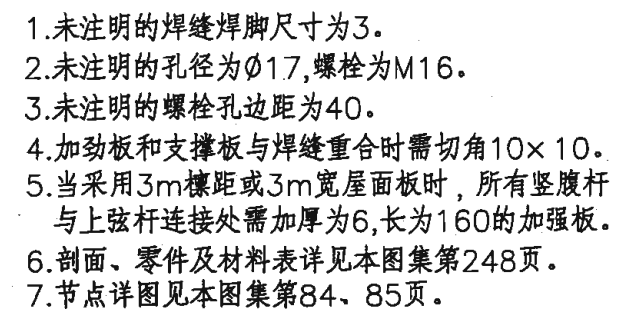 1.未注明的焊缝焊脚尺寸为3。
2.未注明的孔径为Ø17,螺栓为M16。
3.未注明的螺栓孔边距为40。
4.加劲板和支撑板与焊缝重合时需切角10×10。
5.当采用3m檩距或3m宽屋面板时，所有竖腹杆
与上弦杆连接处需加厚为6,长为160的加强板。
6.剖面、零件及材料表详见本图集第248页。
7.节点详图见本图集第84、85页。